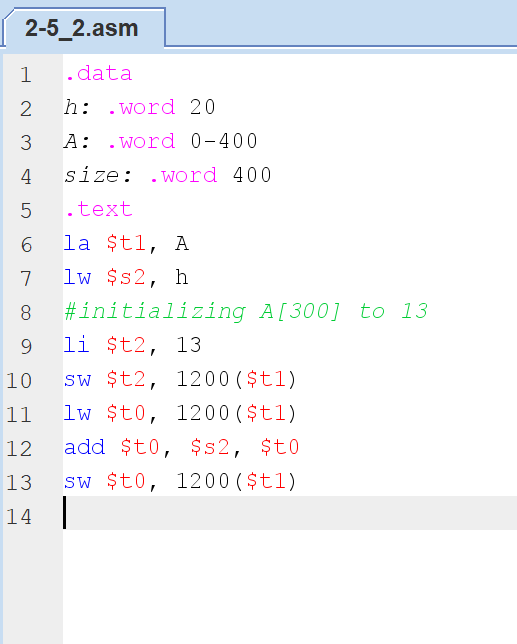 2-5_2.asm
1 .data
2 h: .word 20
3 A: .word 0-400
4 size: .word 400
5 .text
6 la $t1, A
7 lw $s2, h
8 #initializing A[300] to 13
9 li $t2, 13
10 sw $t2, 1200($t1)
11 lw $t0, 1200($t1)
12 add $t0, $s2, $t0
13 sw $t0, 1200($t1)
14